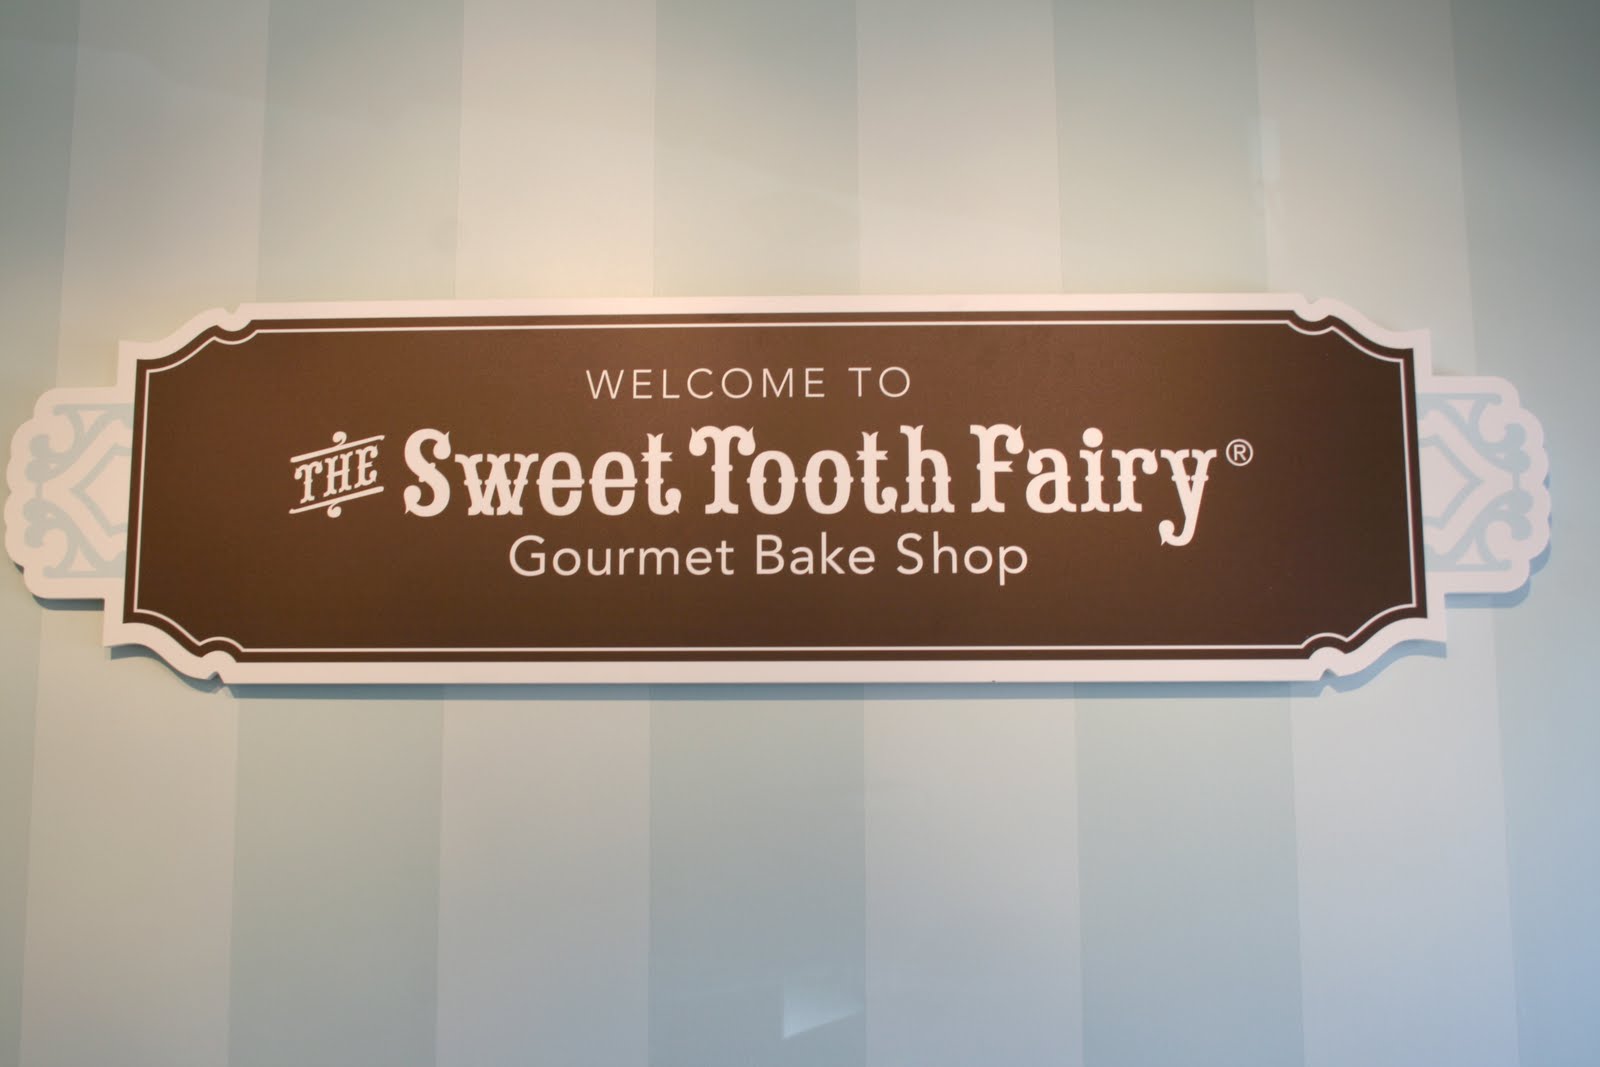 WELCOME TO
THE Sweet Tooth Fairy®
Gourmet Bake Shop